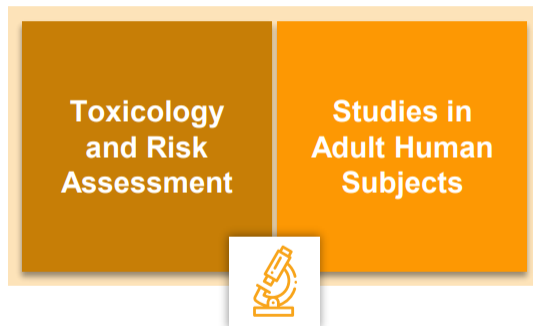 Toxicology
and Risk
Assessment
Studies in
Adult Human
Subjects